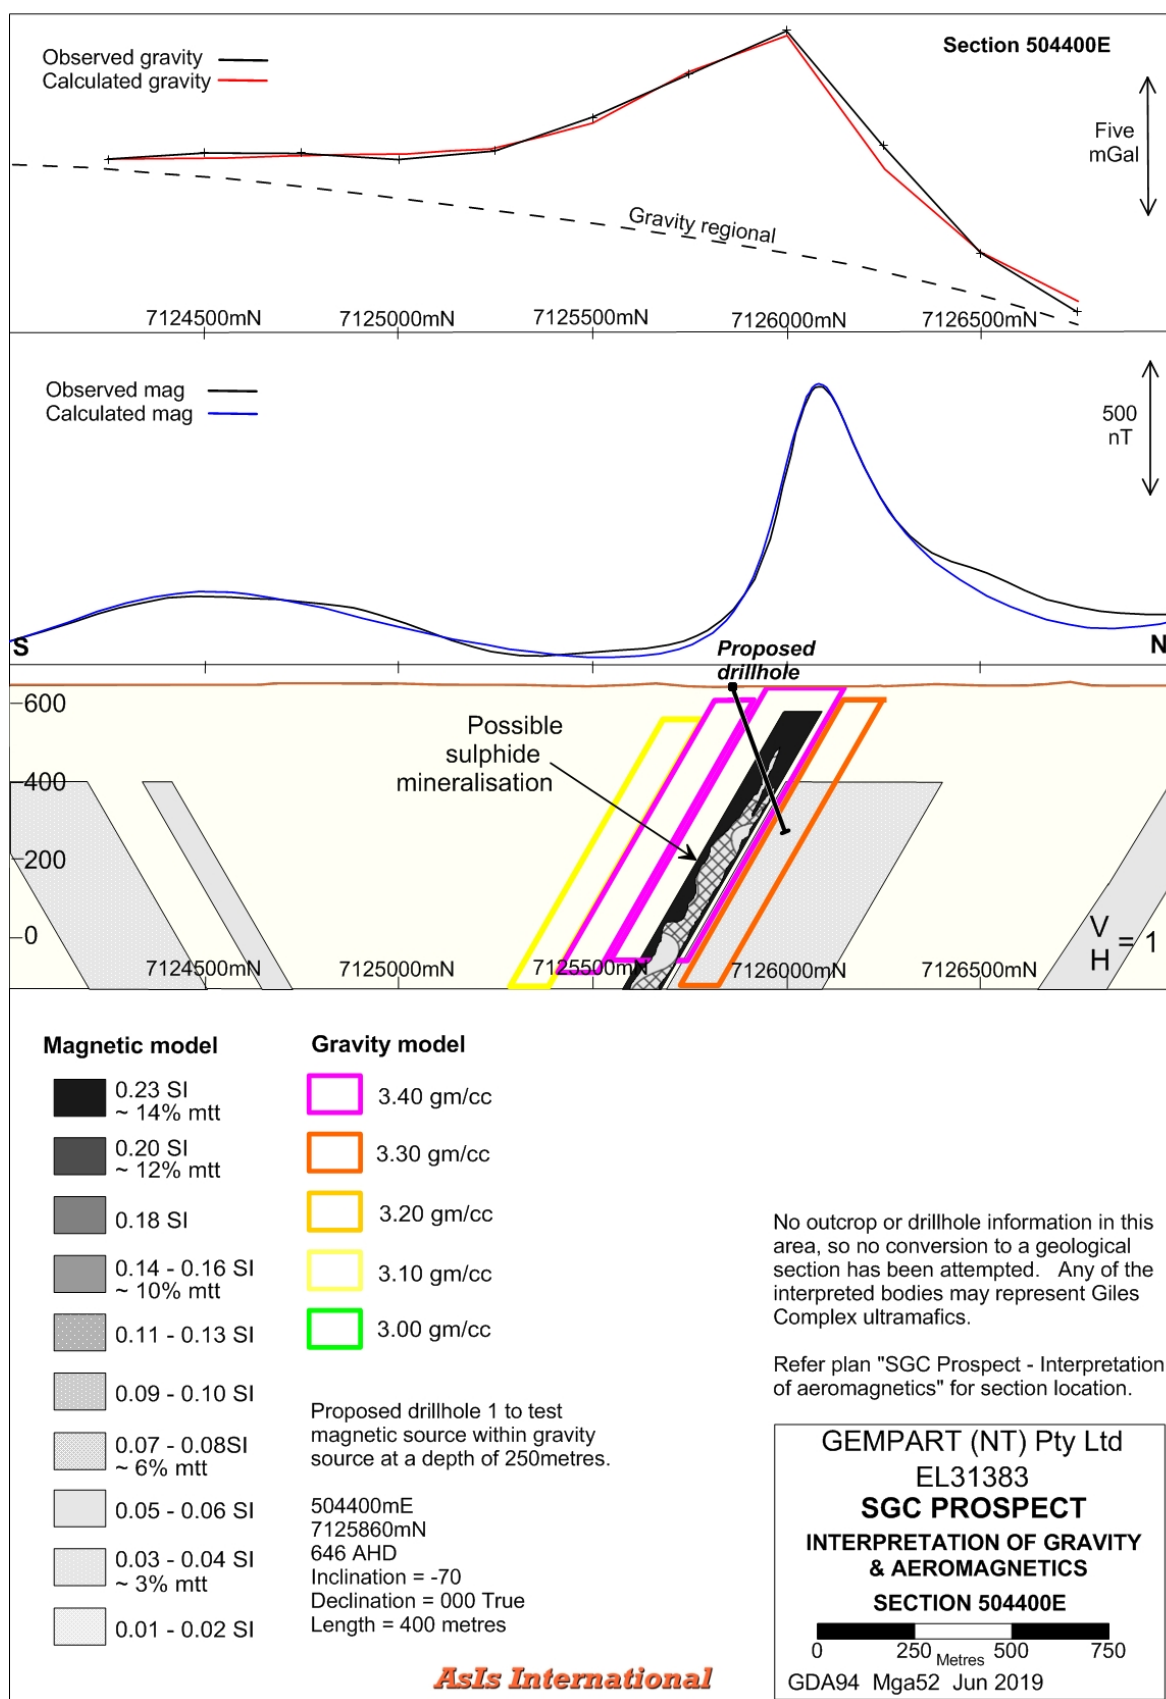 Observed gravity
Calculated gravity
Section 504400E
Five
mGal
Gravity regional
7124500mN
7125000mN
7125500mN
7126000mN
7126500mN
Observed mag
Calculated mag
500
nT
S
N
Proposed
drillhole
600
Possible
sulphide
mineralisation
400
200
0
V
H = 1
7124500mN
7125000mN
7125500mN
7126000mN
7126500mN
Magnetic model
0.23 SI
~ 14% mtt
0.20 SI
~ 12% mtt
0.18 SI
0.14 - 0.16 SI
~ 10% mtt
0.11 - 0.13 SI
0.09 - 0.10 SI
0.07 - 0.08SI
~ 6% mtt
0.05 - 0.06 SI
0.03 - 0.04 SI
~ 3% mtt
0.01 - 0.02 SI
Gravity model
3.40 gm/cc
3.30 gm/cc
3.20 gm/cc
3.10 gm/cc
3.00 gm/cc
Proposed drillhole 1 to test
magnetic source within gravity
source at a depth of 250metres.
504400mE
7125860mN
646 AHD
Inclination = -70
Declination = 000 True
Length = 400 metres
No outcrop or drillhole information in this
area, so no conversion to a geological
section has been attempted. Any of the
interpreted bodies may represent Giles
Complex ultramafics.
Refer plan "SGC Prospect - Interpretation
of aeromagnetics" for section location.
GEMPART (NT) Pty Ltd
EL31383
SGC PROSPECT
INTERPRETATION OF GRAVITY
& AEROMAGNETICS
SECTION 504400E
0 250 500 750
Metres
GDA94 Mga52 Jun 2019
AsIs International